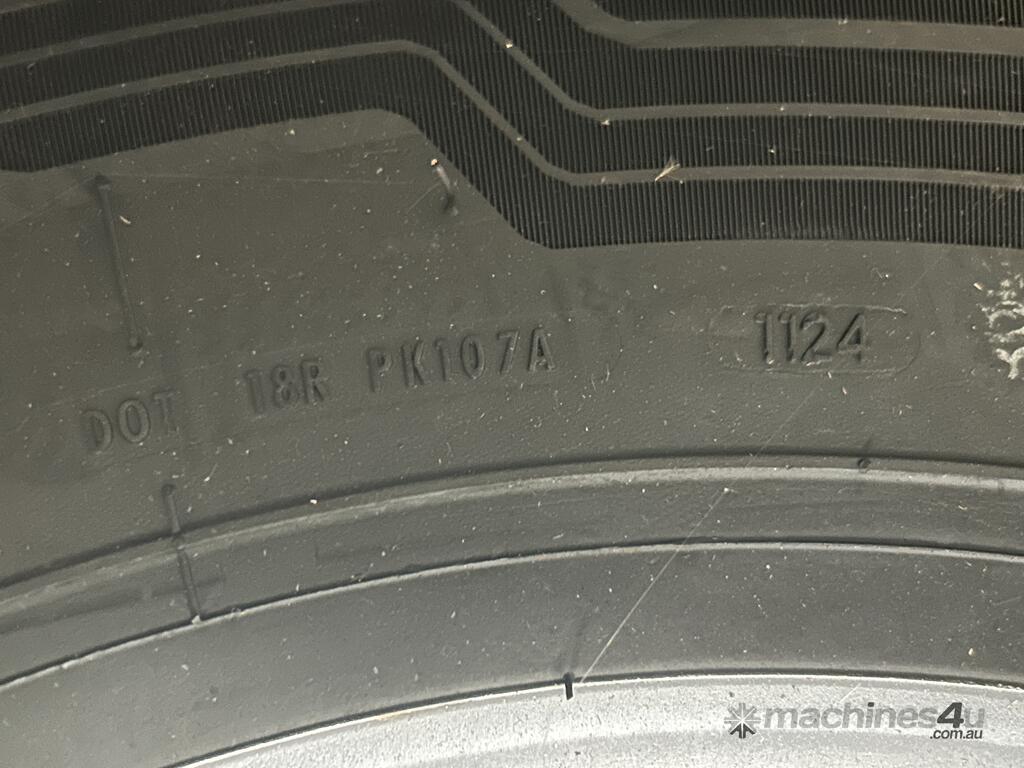 DOT 18R PK107A 1124
machines4u
.com.au